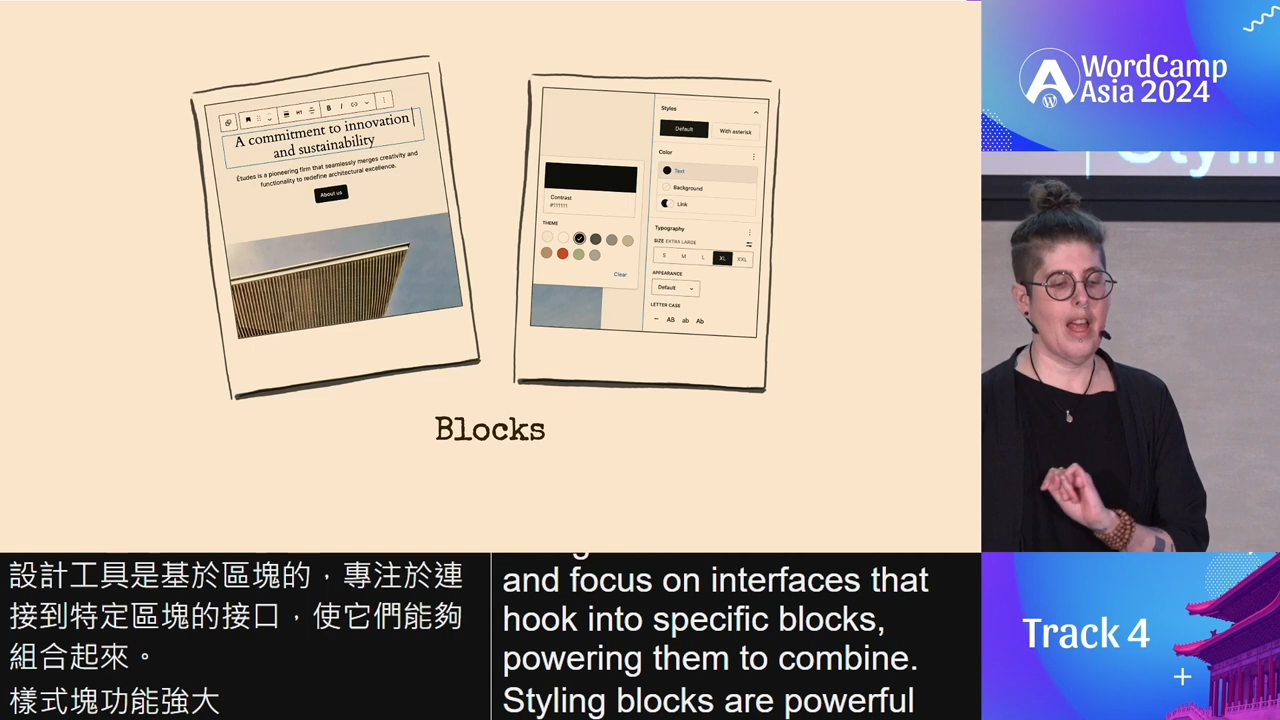 B I
A commitment to innovation
and sustainability
Études is a pioneering firm that seamlessly merges creativity and
functionality to redefine architectural excellence.
About us
Styles
Default
With asterisk
Color
Text
Background
Link
Contrast
#111111
THEME
Clear
Typography
SIZE EXTRA LARGE
S M L XL XXL
APPEARANCE
Default
LETTER CASE
– AB ab Ab
Blocks
設計工具是基於區塊的，專注於連
接到特定區塊的接口，使它們能夠
組合起來。
樣式塊功能強大
and focus on interfaces that
hook into specific blocks,
powering them to combine.
Styling blocks are powerful
WordCamp
Asia 2024
Track 4